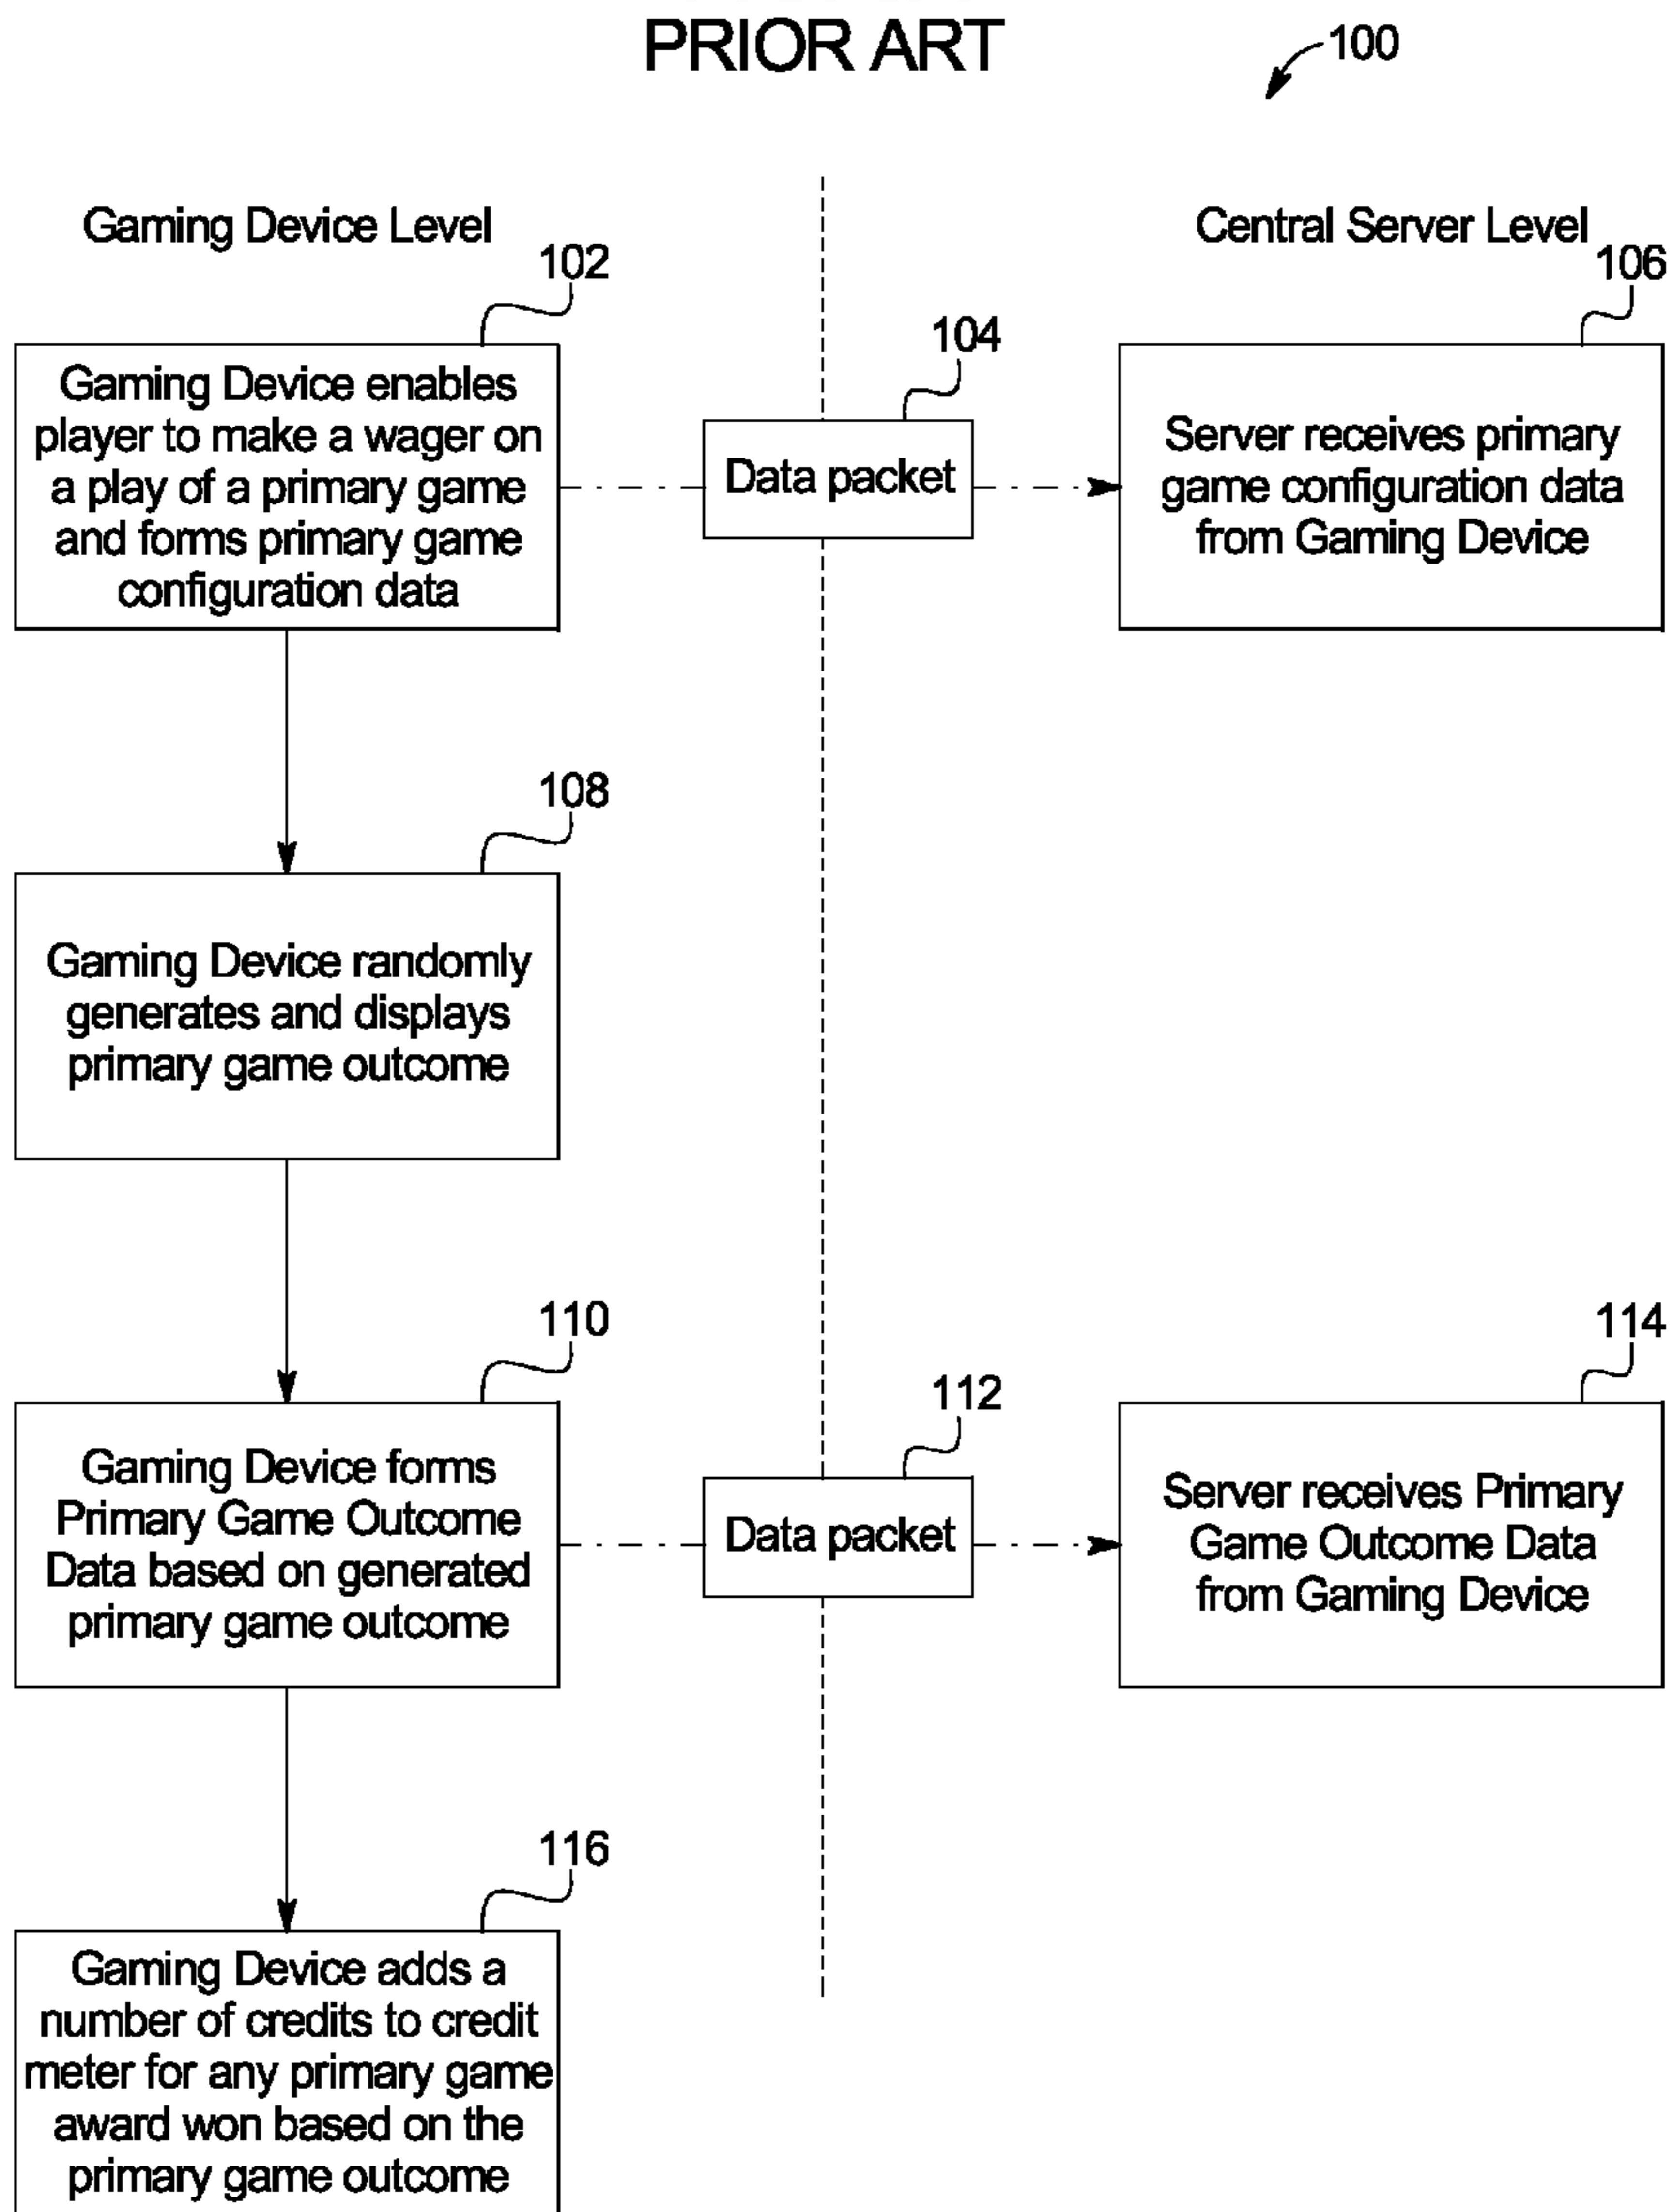 PRIOR ART
100
Gaming Device Level
Central Server Level
102
104
106
Gaming Device enables
player to make a wager on
a play of a primary game
and forms primary game
configuration data
Data packet
Server receives primary
game configuration data
from Gaming Device
108
Gaming Device randomly
generates and displays
primary game outcome
110
112
114
Gaming Device forms
Primary Game Outcome
Data based on generated
primary game outcome
Data packet
Server receives Primary
Game Outcome Data
from Gaming Device
116
Gaming Device adds a
number of credits to credit
meter for any primary game
award won based on the
primary game outcome